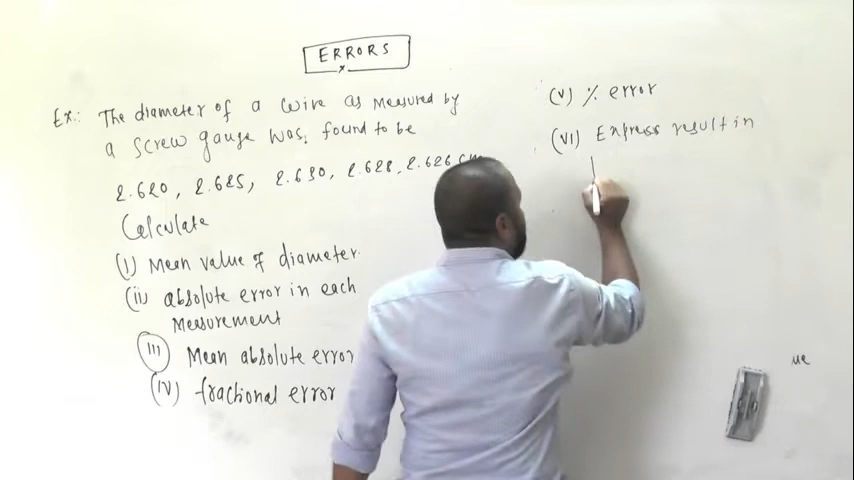 ERRORS
Ex:- The diameter of a wire as measured by
a screw gauge was, found to be
2.620, 2.625, 2.630, 2.628, 2.626 cm
Calculate
(i) Mean value of diameter.
(ii) absolute error in each
Measurement
(III) Mean absolute error
(IV) fractional error
(V) % error
(VI) Express result in